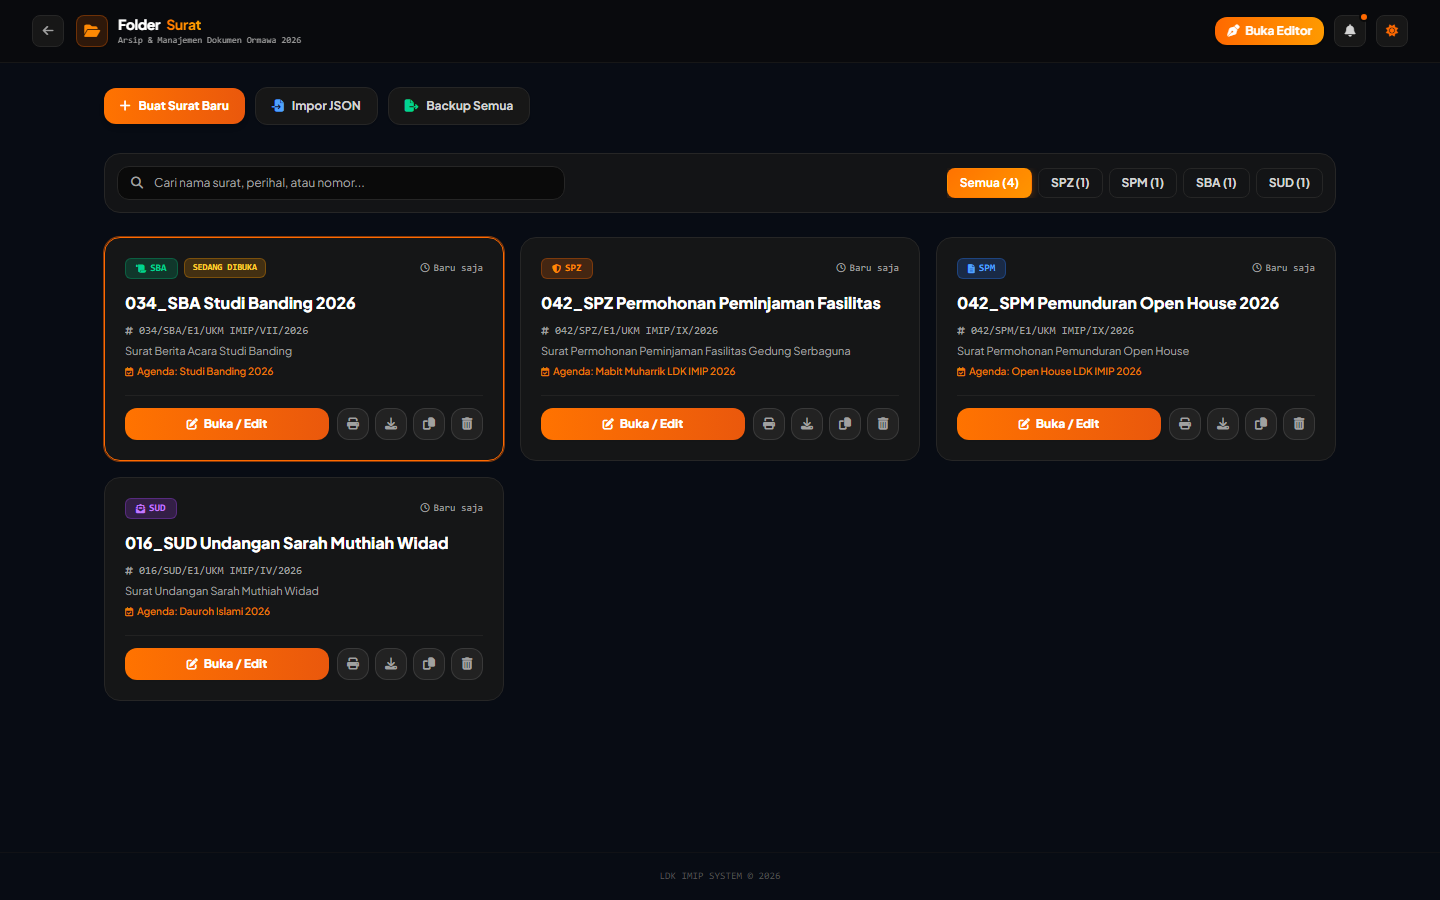 Folder Surat
Arsip & Manajemen Dokumen Ormawa 2026
Buka Editor
Buat Surat Baru
Impor JSON
Backup Semua
Cari nama surat, perihal, atau nomor...
Semua (4)
SPZ (1)
SPM (1)
SBA (1)
SUD (1)
SBA
SEDANG DIBUKA
Baru saja
034_SBA Studi Banding 2026
# 034/SBA/E1/UKM IMIP/VII/2026
Surat Berita Acara Studi Banding
Agenda: Studi Banding 2026
Buka / Edit
SPZ
Baru saja
042_SPZ Permohonan Peminjaman Fasilitas
# 042/SPZ/E1/UKM IMIP/IX/2026
Surat Permohonan Peminjaman Fasilitas Gedung Serbaguna
Agenda: Mabit Muharrik LDK IMIP 2026
Buka / Edit
SPM
Baru saja
042_SPM Pemunduran Open House 2026
# 042/SPM/E1/UKM IMIP/IX/2026
Surat Permohonan Pemunduran Open House
Agenda: Open House LDK IMIP 2026
Buka / Edit
SUD
Baru saja
016_SUD Undangan Sarah Muthiah Widad
# 016/SUD/E1/UKM IMIP/IV/2026
Surat Undangan Sarah Muthiah Widad
Agenda: Dauroh Islami 2026
Buka / Edit
LDK IMIP SYSTEM © 2026